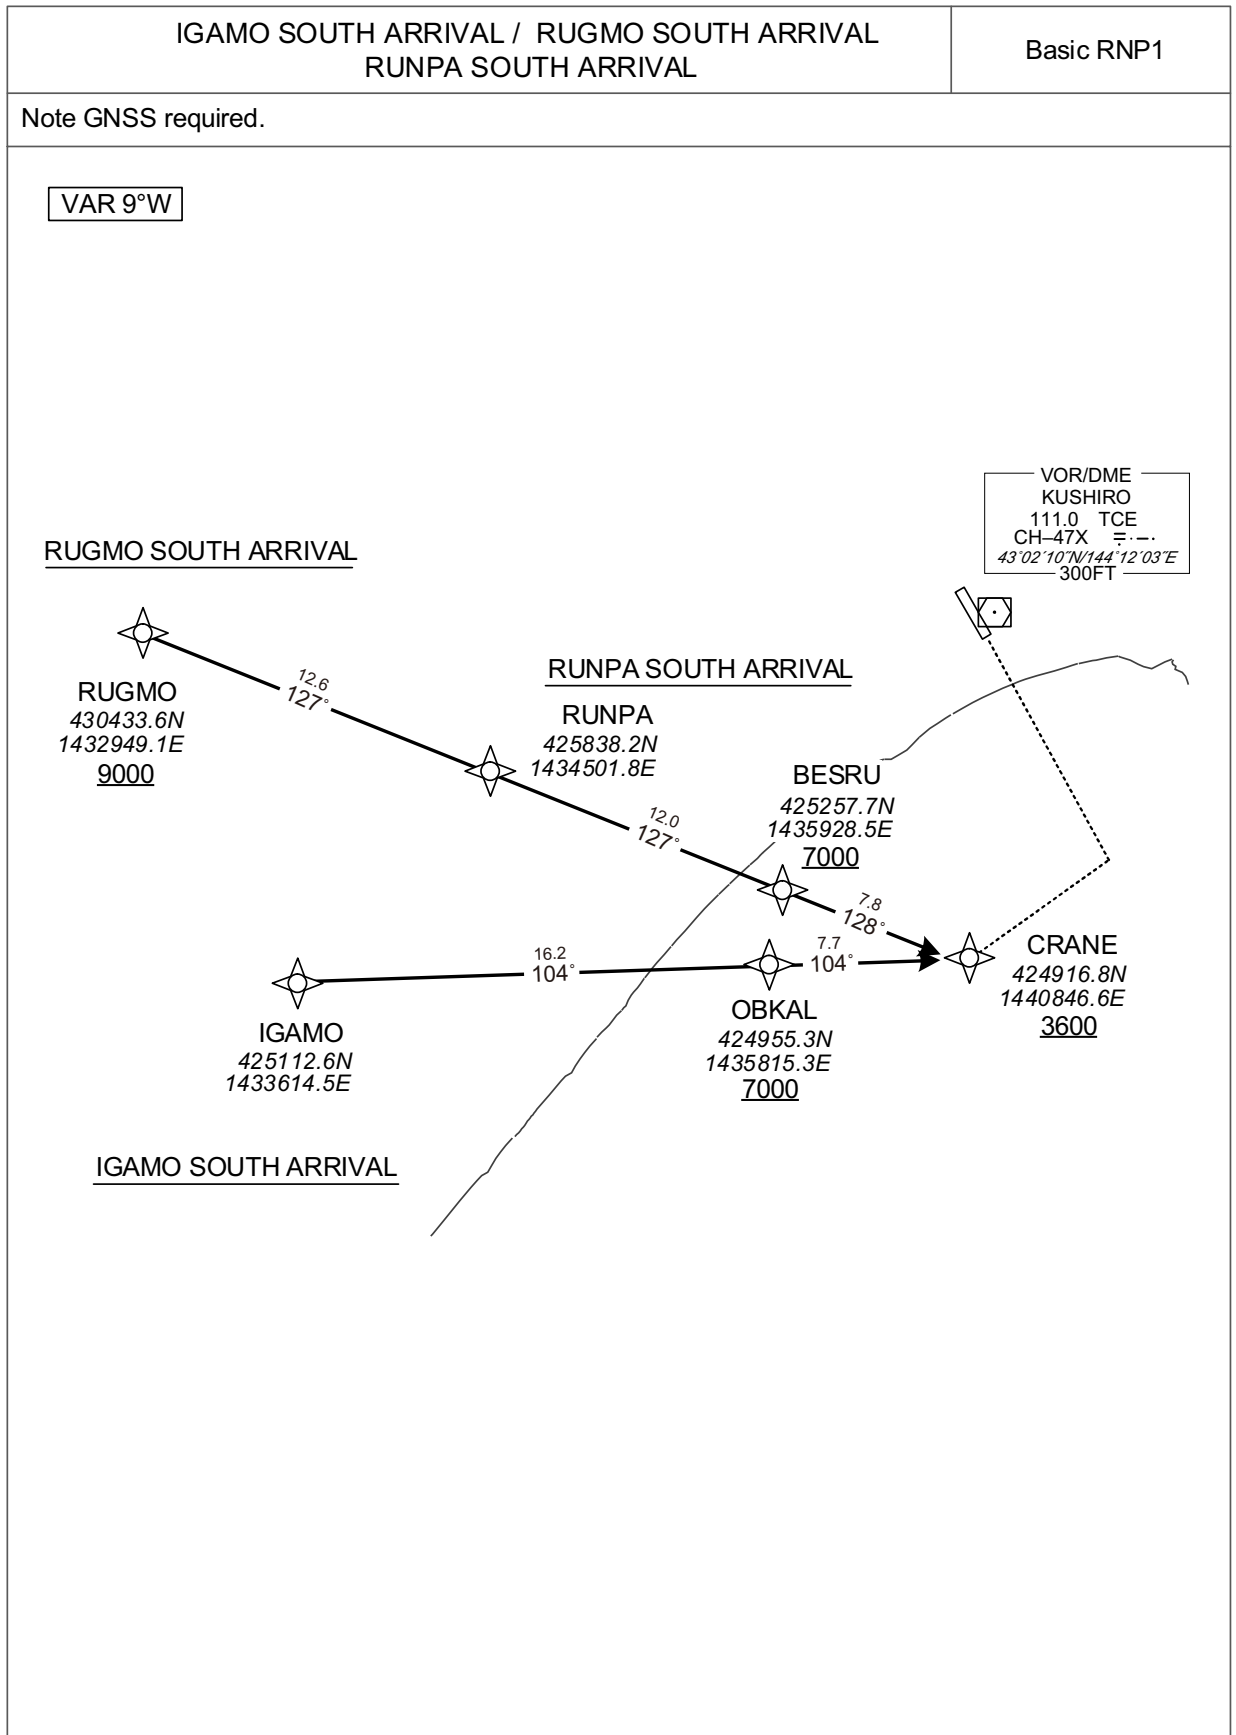 IGAMO SOUTH ARRIVAL / RUGMO SOUTH ARRIVAL
RUNPA SOUTH ARRIVAL
Basic RNP1
Note GNSS required.
VAR 9°W
VOR/DME
KUSHIRO
111.0 TCE
CH–47X
43°02´10˝N/144°12´03˝E
300FT
RUGMO SOUTH ARRIVAL
RUGMO
430433.6N
1432949.1E
9000
12.6
127°
RUNPA SOUTH ARRIVAL
RUNPA
425838.2N
1434501.8E
12.0
127°
BESRU
425257.7N
1435928.5E
7000
7.8
128°
CRANE
424916.8N
1440846.6E
3600
16.2
104°
7.7
104°
IGAMO
425112.6N
1433614.5E
OBKAL
424955.3N
1435815.3E
7000
IGAMO SOUTH ARRIVAL